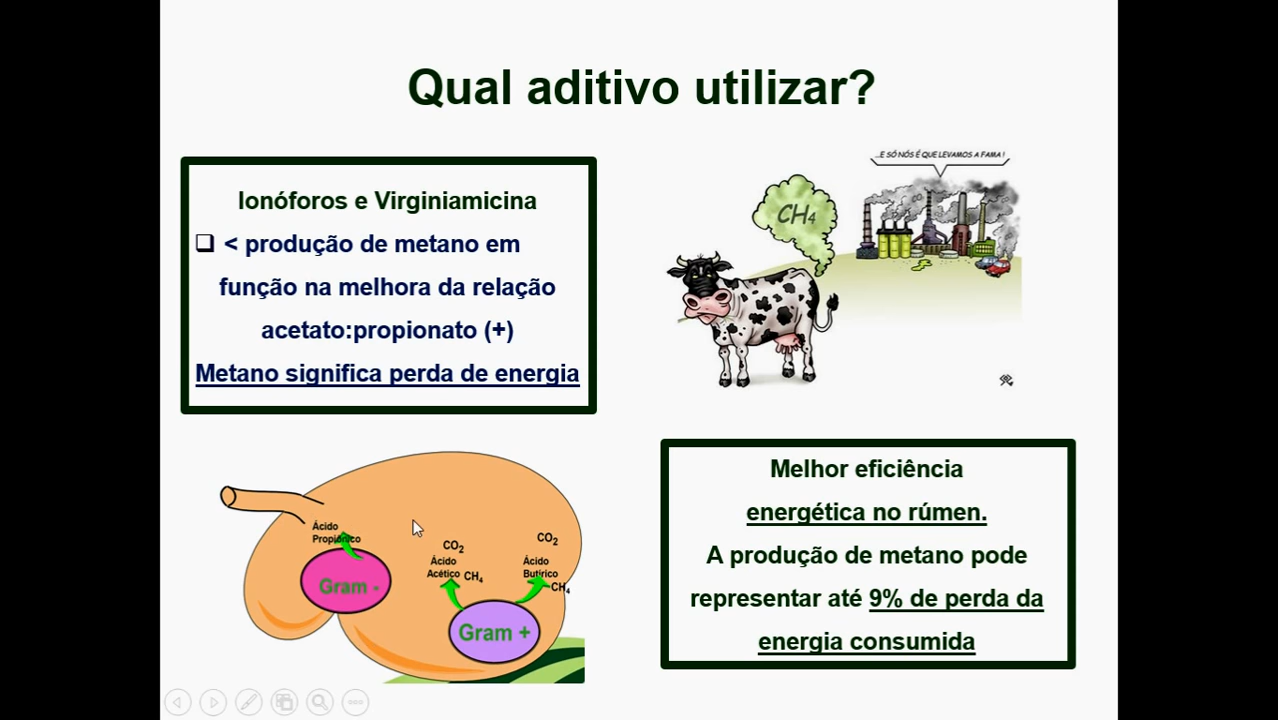 Qual aditivo utilizar?
Ionóforos e Virginiamicina
< produção de metano em
função na melhora da relação
acetato:propionato (+)
Metano significa perda de energia
...E SÓ NÓS É QUE LEVAMOS A FAMA !
CH4
Ácido
Propiônico
Gram -
CO2
Ácido
Acético CH4
CO2
Ácido
Butírico
CH4
Gram +
Melhor eficiência
energética no rúmen.
A produção de metano pode
representar até 9% de perda da
energia consumida